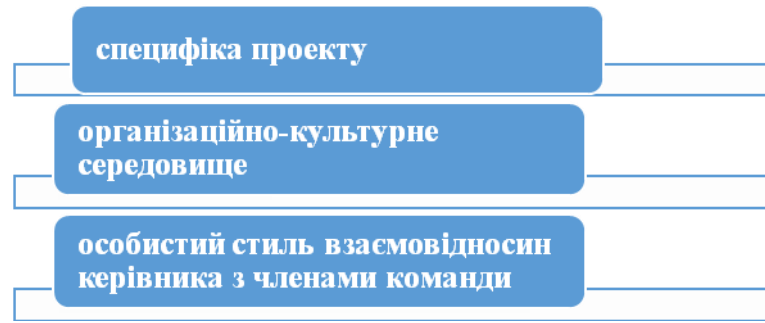 специфіка проекту
організаційно-культурне
середовище
особистий стиль взаємовідносин
керівника з членами команди